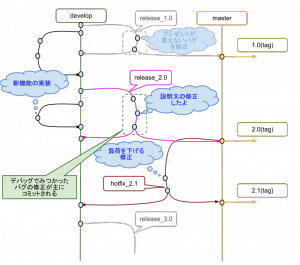 develop
release_1.0
master
プレゼントが
買えないバグ
を修正
1.0(tag)
新機能の実装
release_2.0
説明文の修正
したよ
2.0(tag)
負荷を下げる
修正
デバッグでみつかった
バグの修正が主に
コミットされる
hotfix_2.1
2.1(tag)
release_3.0